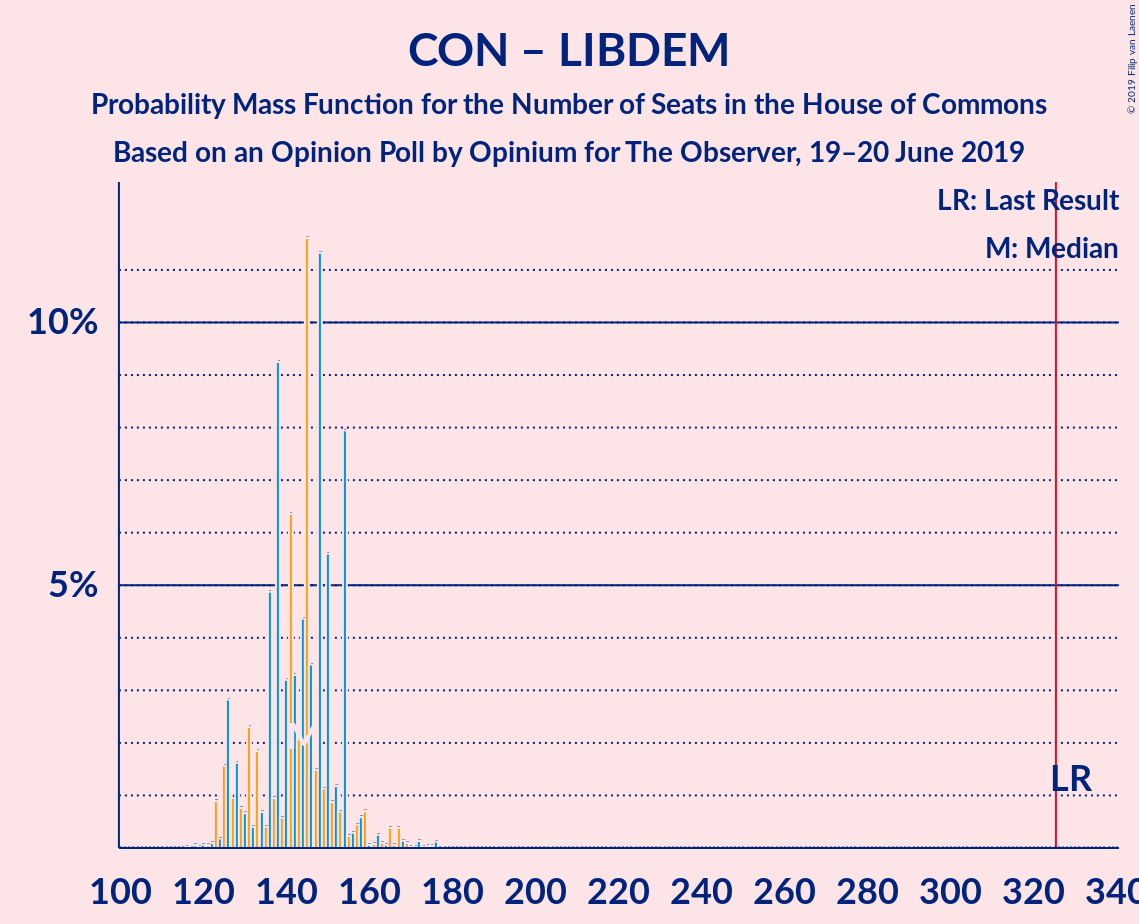 CON – LIBDEM
Probability Mass Function for the Number of Seats in the House of Commons
Based on an Opinion Poll by Opinium for The Observer, 19–20 June 2019
© 2019 Filip van Laenen
LR: Last Result
M: Median
10%
5%
LR
100 120 140 160 180 200 220 240 260 280 300 320 340